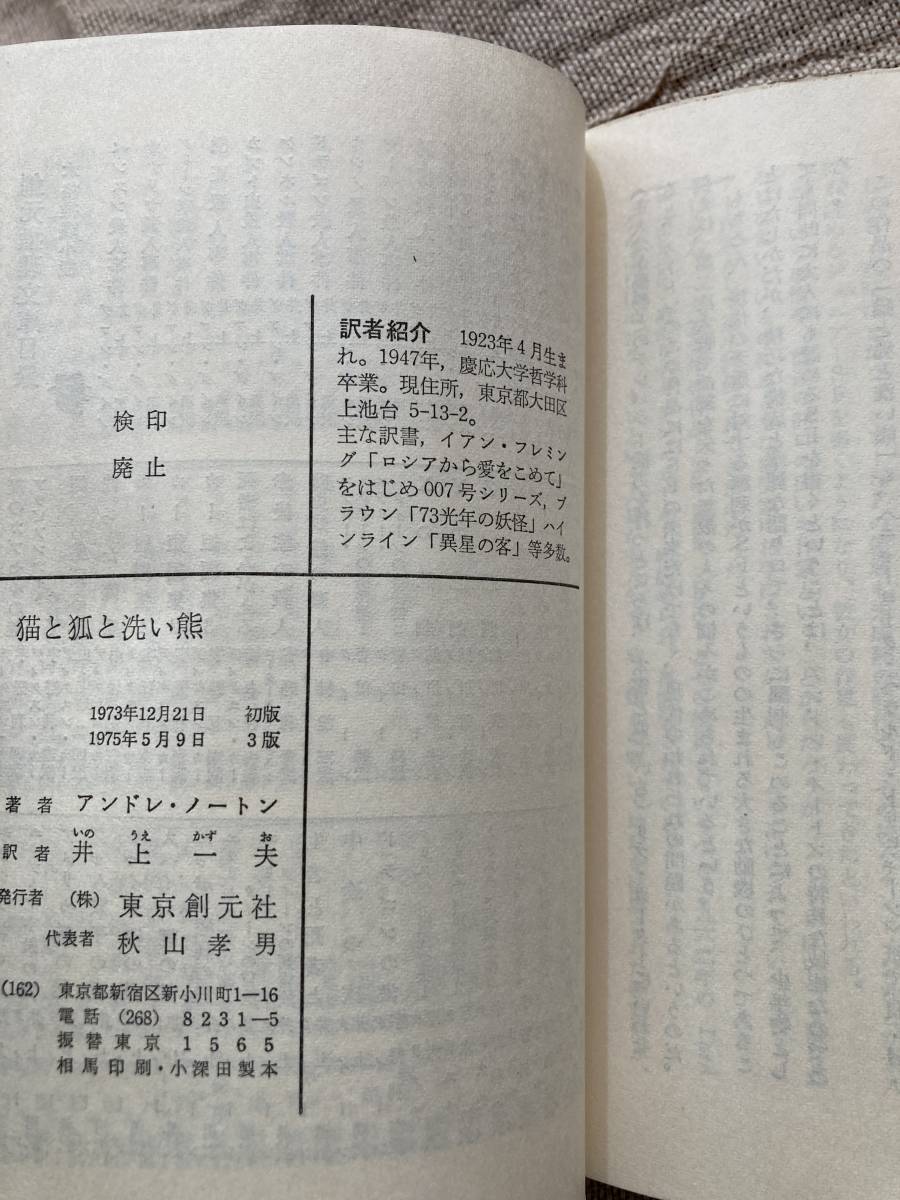 訳者紹介　1923年4月生ま
れ。1947年，慶応大学哲学科
卒業。現住所，東京都大田区
上池台 5-13-2。
主な訳書，イアン・フレミン
グ「ロシアから愛をこめて」
をはじめ 007 号シリーズ，ブ
ラウン「73光年の妖怪」ハイ
ンライン「異星の客」等多数。
検印
廃止
猫と狐と洗い熊
1973年12月21日　初版
1975年5月9日　3版
著者　アンドレ・ノートン
いの　うえ　かず　お
訳者　井上一夫
発行者　(株)　東京創元社
代表者　秋山孝男
(162)　東京都新宿区新小川町1—16
電話　(268)　8231—5
振替東京　1565
相馬印刷・小深田製本